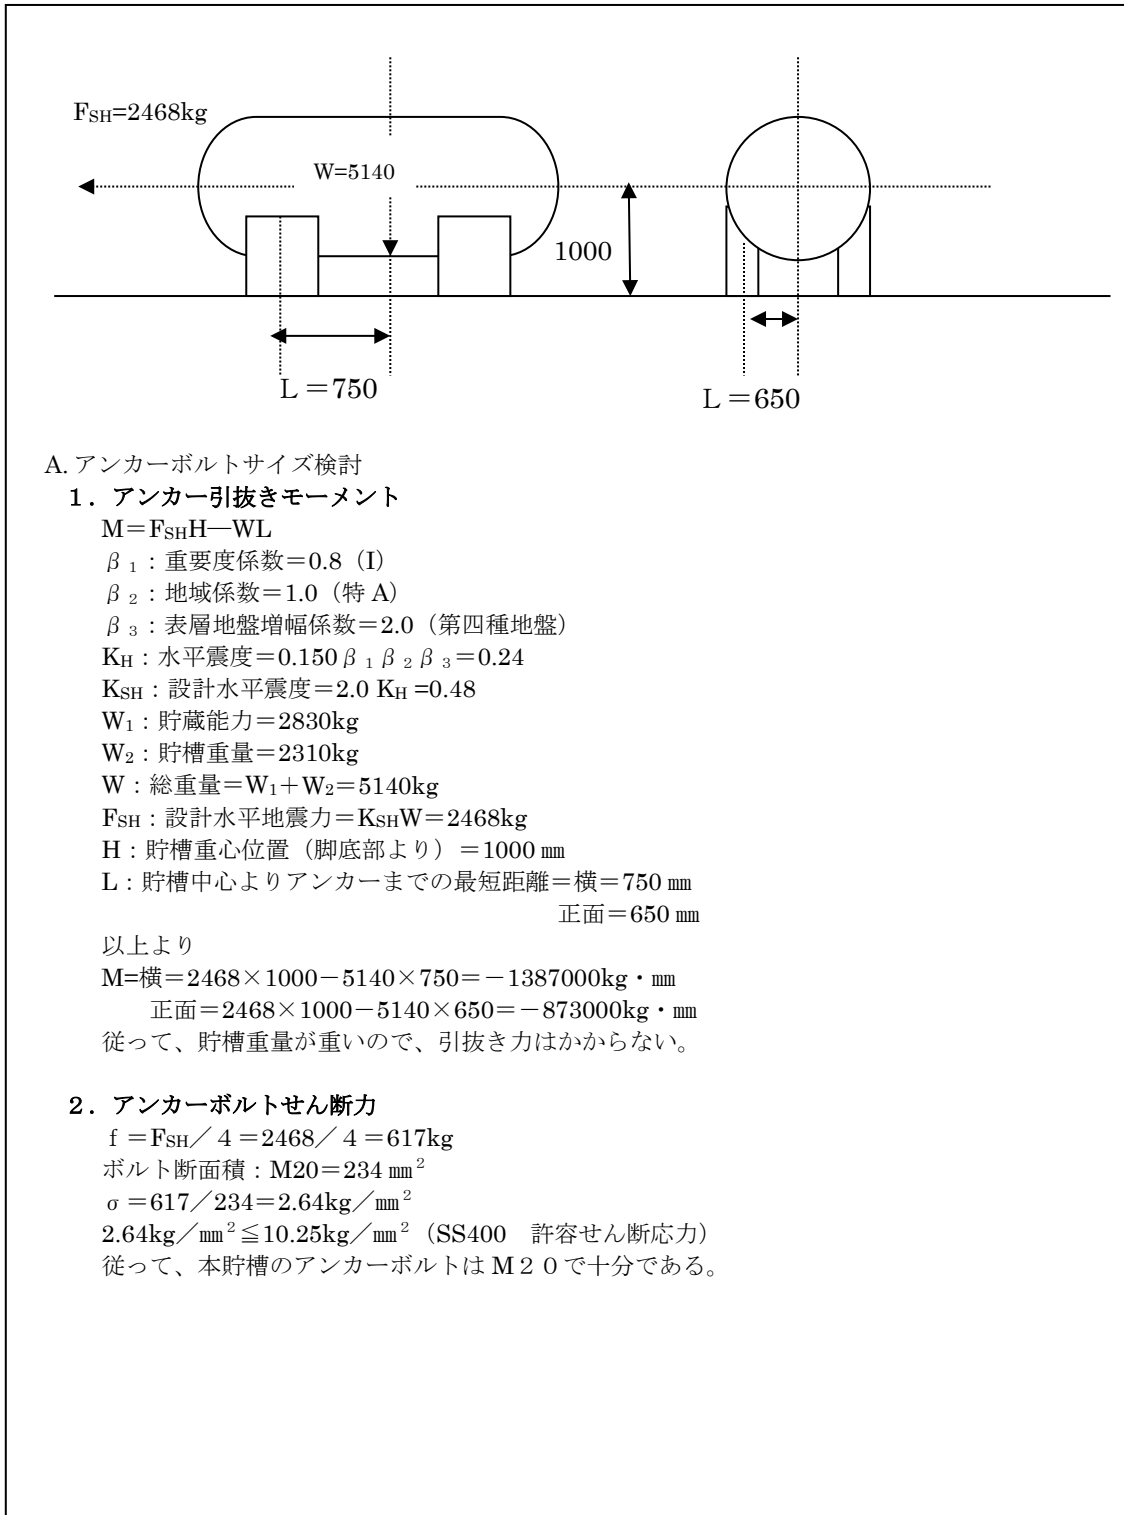 FSH=2468kg
W=5140
1000
L＝750
L＝650
A.アンカーボルトサイズ検討
１．アンカー引抜きモーメント
M＝FSHH―WL
β₁：重要度係数＝0.8（I）
β₂：地域係数＝1.0（特 A）
β₃：表層地盤増幅係数＝2.0（第四種地盤）
KH：水平震度＝0.150β₁β₂β₃＝0.24
KSH：設計水平震度＝2.0 KH =0.48
W₁：貯蔵能力＝2830kg
W₂：貯槽重量＝2310kg
W：総重量＝W₁＋W₂＝5140kg
FSH：設計水平地震力＝KSHW＝2468kg
H：貯槽重心位置（脚底部より）＝1000 ㎜
L：貯槽中心よりアンカーまでの最短距離＝横＝750 ㎜
正面＝650 ㎜
以上より
M=横＝2468×1000－5140×750＝－1387000kg・㎜
正面＝2468×1000－5140×650＝－873000kg・㎜
従って、貯槽重量が重いので、引抜き力はかからない。
２．アンカーボルトせん断力
ｆ＝FSH／４＝2468／４＝617kg
ボルト断面積：M20＝234 ㎜²
σ＝617／234＝2.64kg／㎜²
2.64kg／㎜²≦10.25kg／㎜²（SS400　許容せん断応力）
従って、本貯槽のアンカーボルトは M２０で十分である。